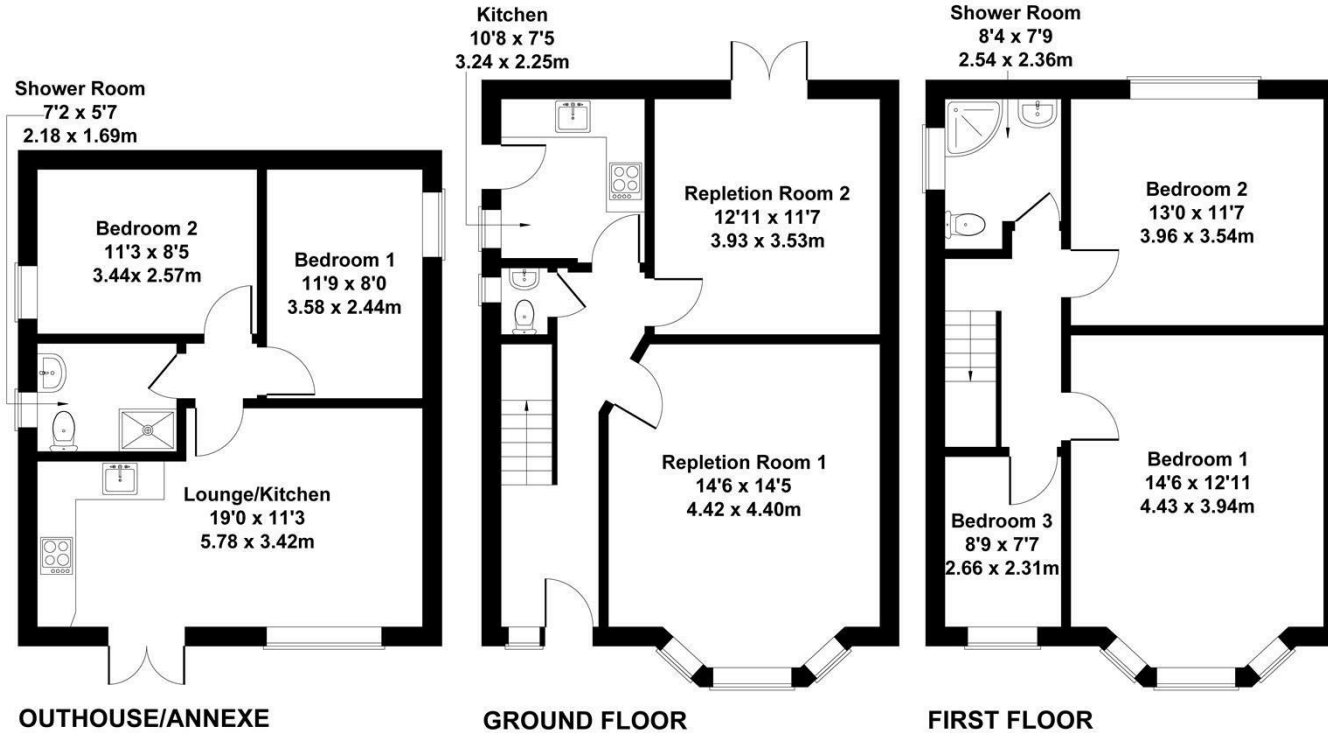 Shower Room
7'2 x 5'7
2.18 x 1.69m
Bedroom 2
11'3 x 8'5
3.44x 2.57m
Bedroom 1
11'9 x 8'0
3.58 x 2.44m
Lounge/Kitchen
19'0 x 11'3
5.78 x 3.42m
OUTHOUSE/ANNEXE
Kitchen
10'8 x 7'5
3.24 x 2.25m
Repletion Room 2
12'11 x 11'7
3.93 x 3.53m
Repletion Room 1
14'6 x 14'5
4.42 x 4.40m
GROUND FLOOR
Shower Room
8'4 x 7'9
2.54 x 2.36m
Bedroom 2
13'0 x 11'7
3.96 x 3.54m
Bedroom 1
14'6 x 12'11
4.43 x 3.94m
Bedroom 3
8'9 x 7'7
2.66 x 2.31m
FIRST FLOOR